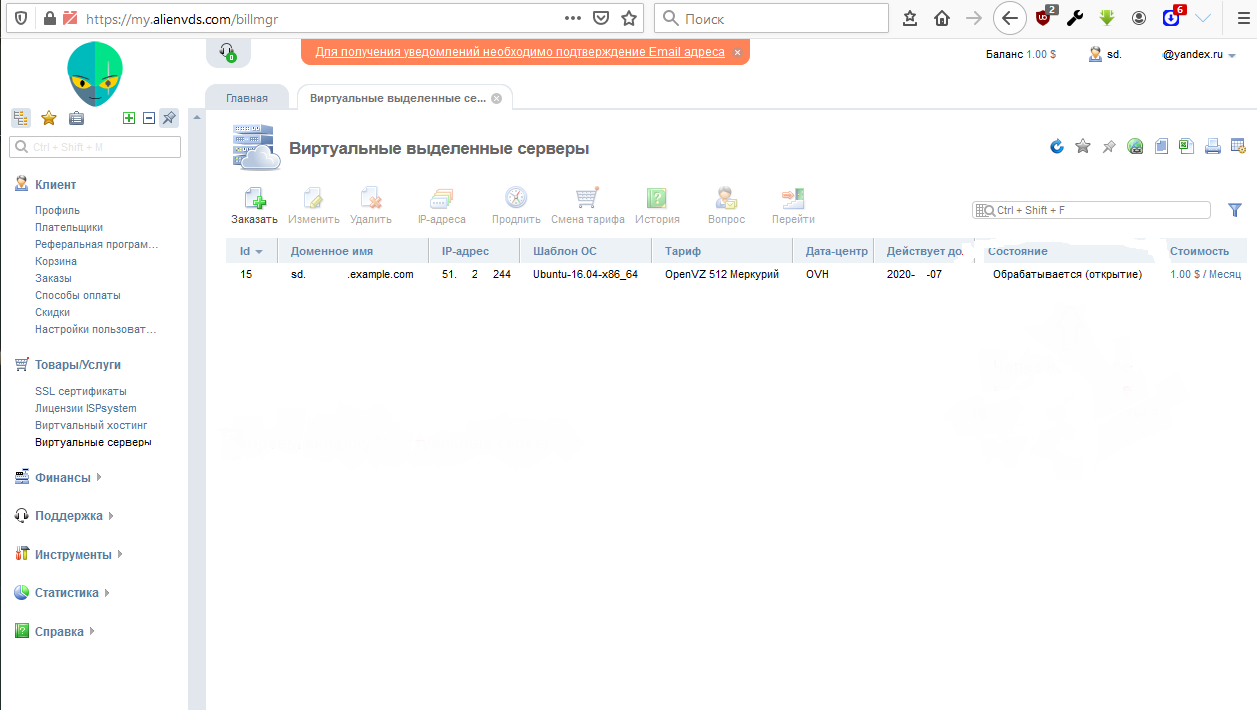 https://my.alienvds.com/billmgr
Поиск
2
6
0
Для получения уведомлений необходимо подтверждение Email адреса ×
Баланс 1.00 $
sd.
@yandex.ru
Главная
Виртуальные выделенные се...
Ctrl + Shift + M
Виртуальные выделенные серверы
Клиент
Профиль
Плательщики
Реферальная програм...
Корзина
Заказы
Способы оплаты
Скидки
Настройки пользоват...
Товары/Услуги
SSL сертификаты
Лицензии ISPsystem
Виртуальный хостинг
Виртуальные серверы
Финансы
Поддержка
Инструменты
Статистика
Справка
Заказать Изменить Удалить IP-адреса Продлить Смена тарифа История Вопрос Перейти
Ctrl + Shift + F
Id Доменное имя IP-адрес Шаблон ОС Тариф Дата-центр Действует до Состояние Стоимость
15 sd. .example.com 51. 2 244 Ubuntu-16.04-x86_64 OpenVZ 512 Меркурий OVH 2020- -07 Обрабатывается (открытие) 1.00 $ / Месяц